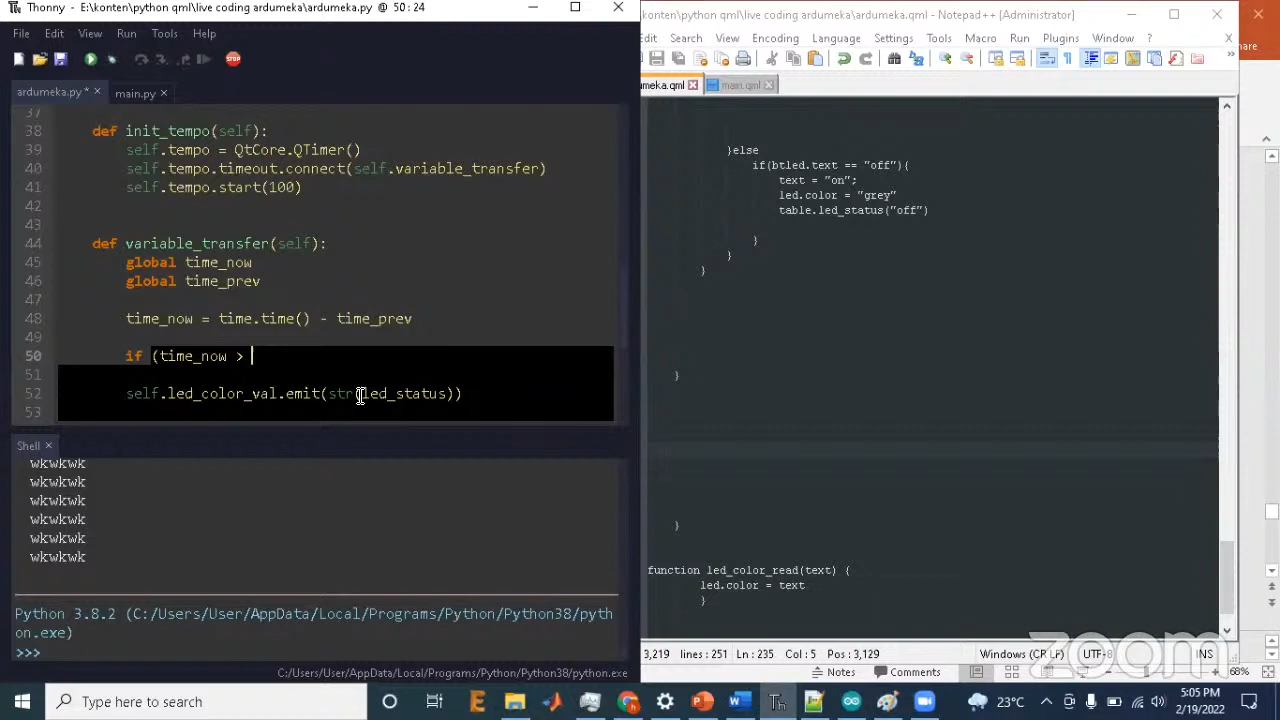 Thonny - E:\konten\python qml\live coding ardumeka\ardumeka.py @ 50:24
File Edit View Run Tools Help
ardumeka.py * × main.py ×
37
38 def init_tempo(self):
39 self.tempo = QtCore.QTimer()
40 self.tempo.timeout.connect(self.variable_transfer)
41 self.tempo.start(100)
42
43
44 def variable_transfer(self):
45 global time_now
46 global time_prev
47
48 time_now = time.time() - time_prev
49
50 if (time_now >
51
52 self.led_color_val.emit(str(led_status))
53
Shell ×
wkwkwk
wkwkwk
wkwkwk
wkwkwk
wkwkwk
wkwkwk
Python 3.8.2 (C:/Users/User/AppData/Local/Programs/Python/Python38/pyth
on.exe)
>>>
C:/Users/User/AppData/Local/Programs/Python/Python38/python.exe
konten\python qml\live coding ardumeka\ardumeka.qml - Notepad++ [Administrator]
Edit Search View Encoding Language Settings Tools Macro Run Plugins Window ?
umeka.qml main.qml
}else
if(btled.text == "off"){
text = "on";
led.color = "grey"
table.led_status("off")
}
}
}
}
}
function led_color_read(text) {
led.color = text
}
3,219 lines : 251 Ln : 235 Col : 5 Pos : 3,129 Windows (CR LF) UTF-8 INS
hare
zoom
Notes Comments 68%
Type here to search
23°C
5:05 PM
2/19/2022